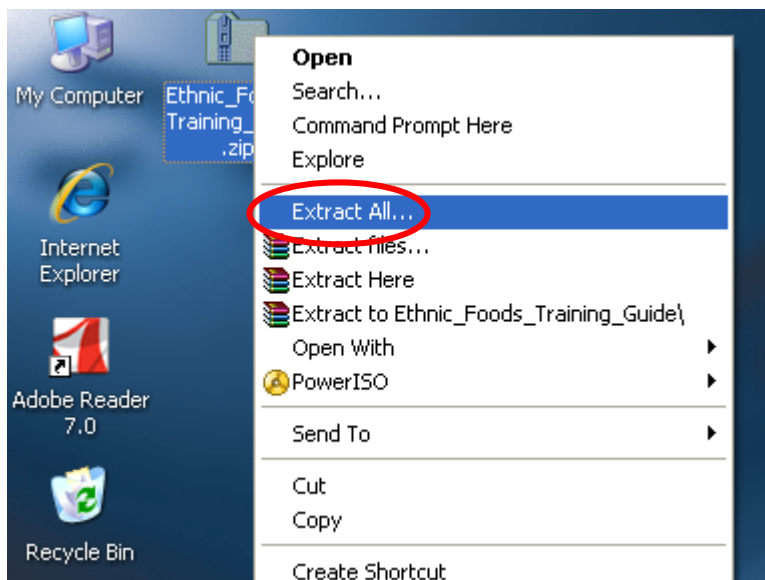 My Computer
Ethnic_Fo
Training_
.zip
Internet
Explorer
Adobe Reader
7.0
Recycle Bin
Open
Search...
Command Prompt Here
Explore
Extract All...
Extract files...
Extract Here
Extract to Ethnic_Foods_Training_Guide\
Open With
PowerISO
Send To
Cut
Copy
Create Shortcut